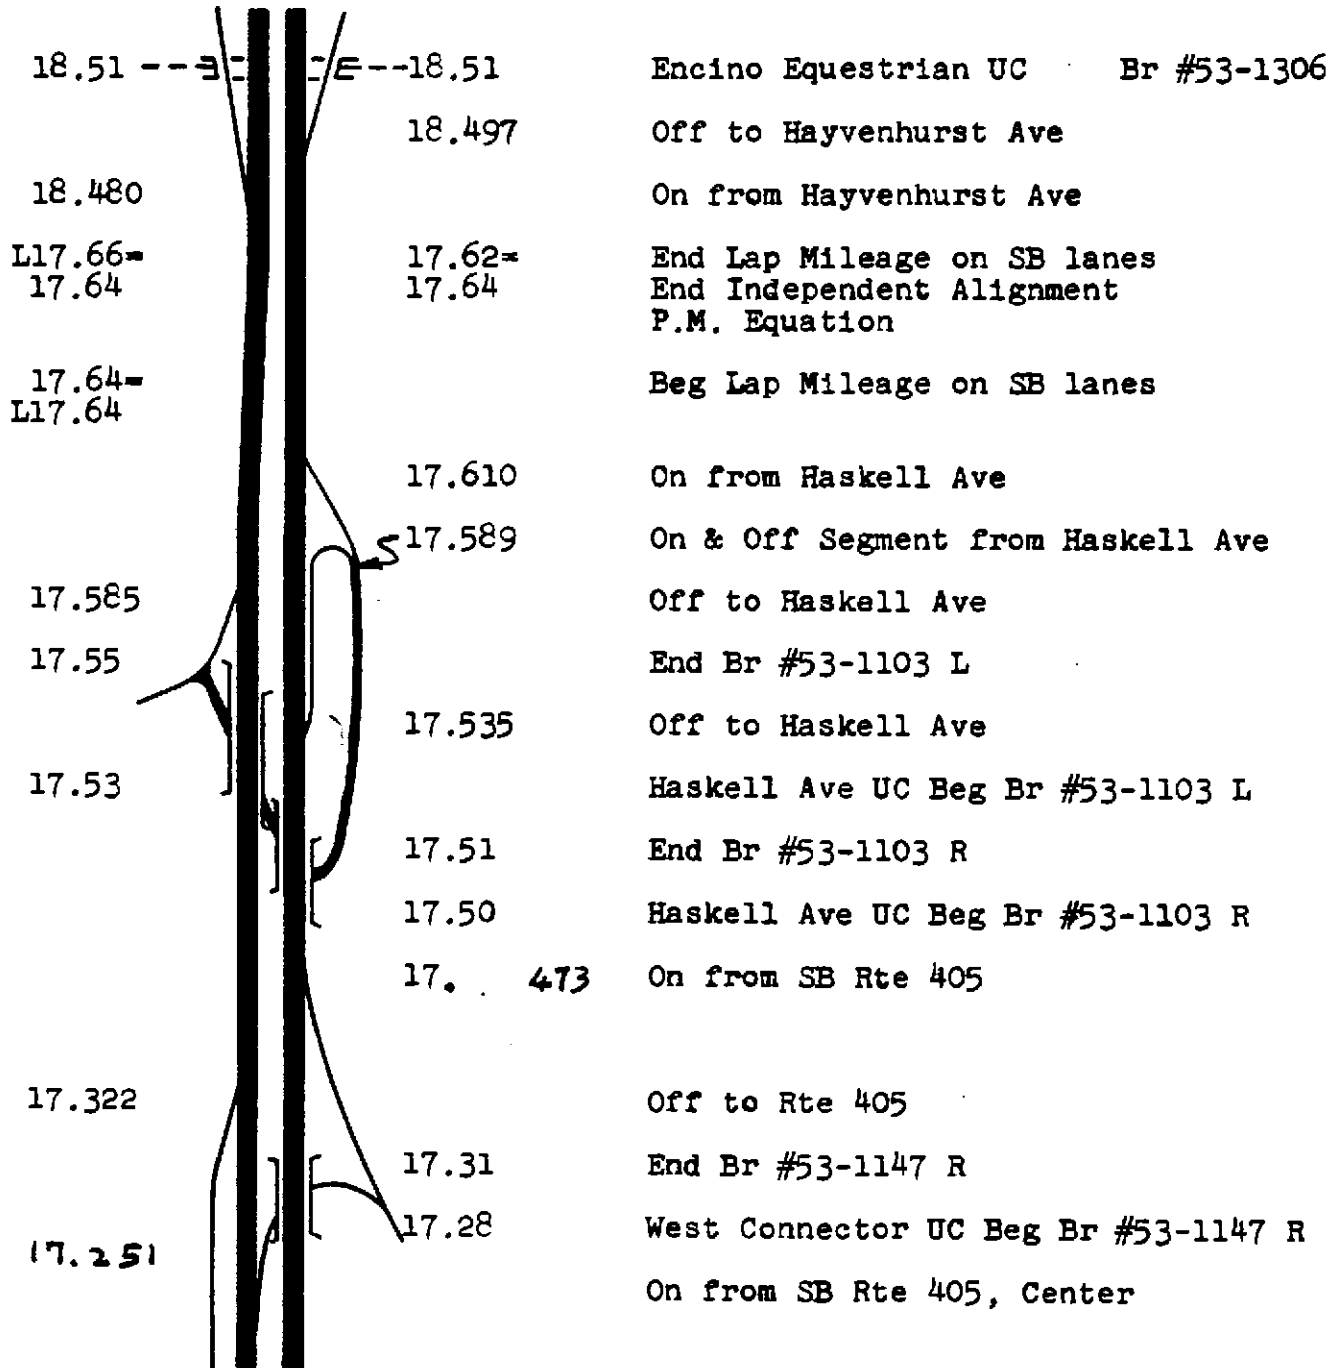 18.51 18.51 Encino Equestrian UC Br #53-1306
18.497 Off to Hayvenhurst Ave
18.480 On from Hayvenhurst Ave
L17.66= 17.62= End Lap Mileage on SB lanes
17.64 17.64 End Independent Alignment
P.M. Equation
17.64= Beg Lap Mileage on SB lanes
L17.64
17.610 On from Haskell Ave
17.589 On & Off Segment from Haskell Ave
17.585 Off to Haskell Ave
17.55 End Br #53-1103 L
17.535 Off to Haskell Ave
17.53 Haskell Ave UC Beg Br #53-1103 L
17.51 End Br #53-1103 R
17.50 Haskell Ave UC Beg Br #53-1103 R
17. 473 On from SB Rte 405
17.322 Off to Rte 405
17.31 End Br #53-1147 R
17.28 West Connector UC Beg Br #53-1147 R
17.251
On from SB Rte 405, Center